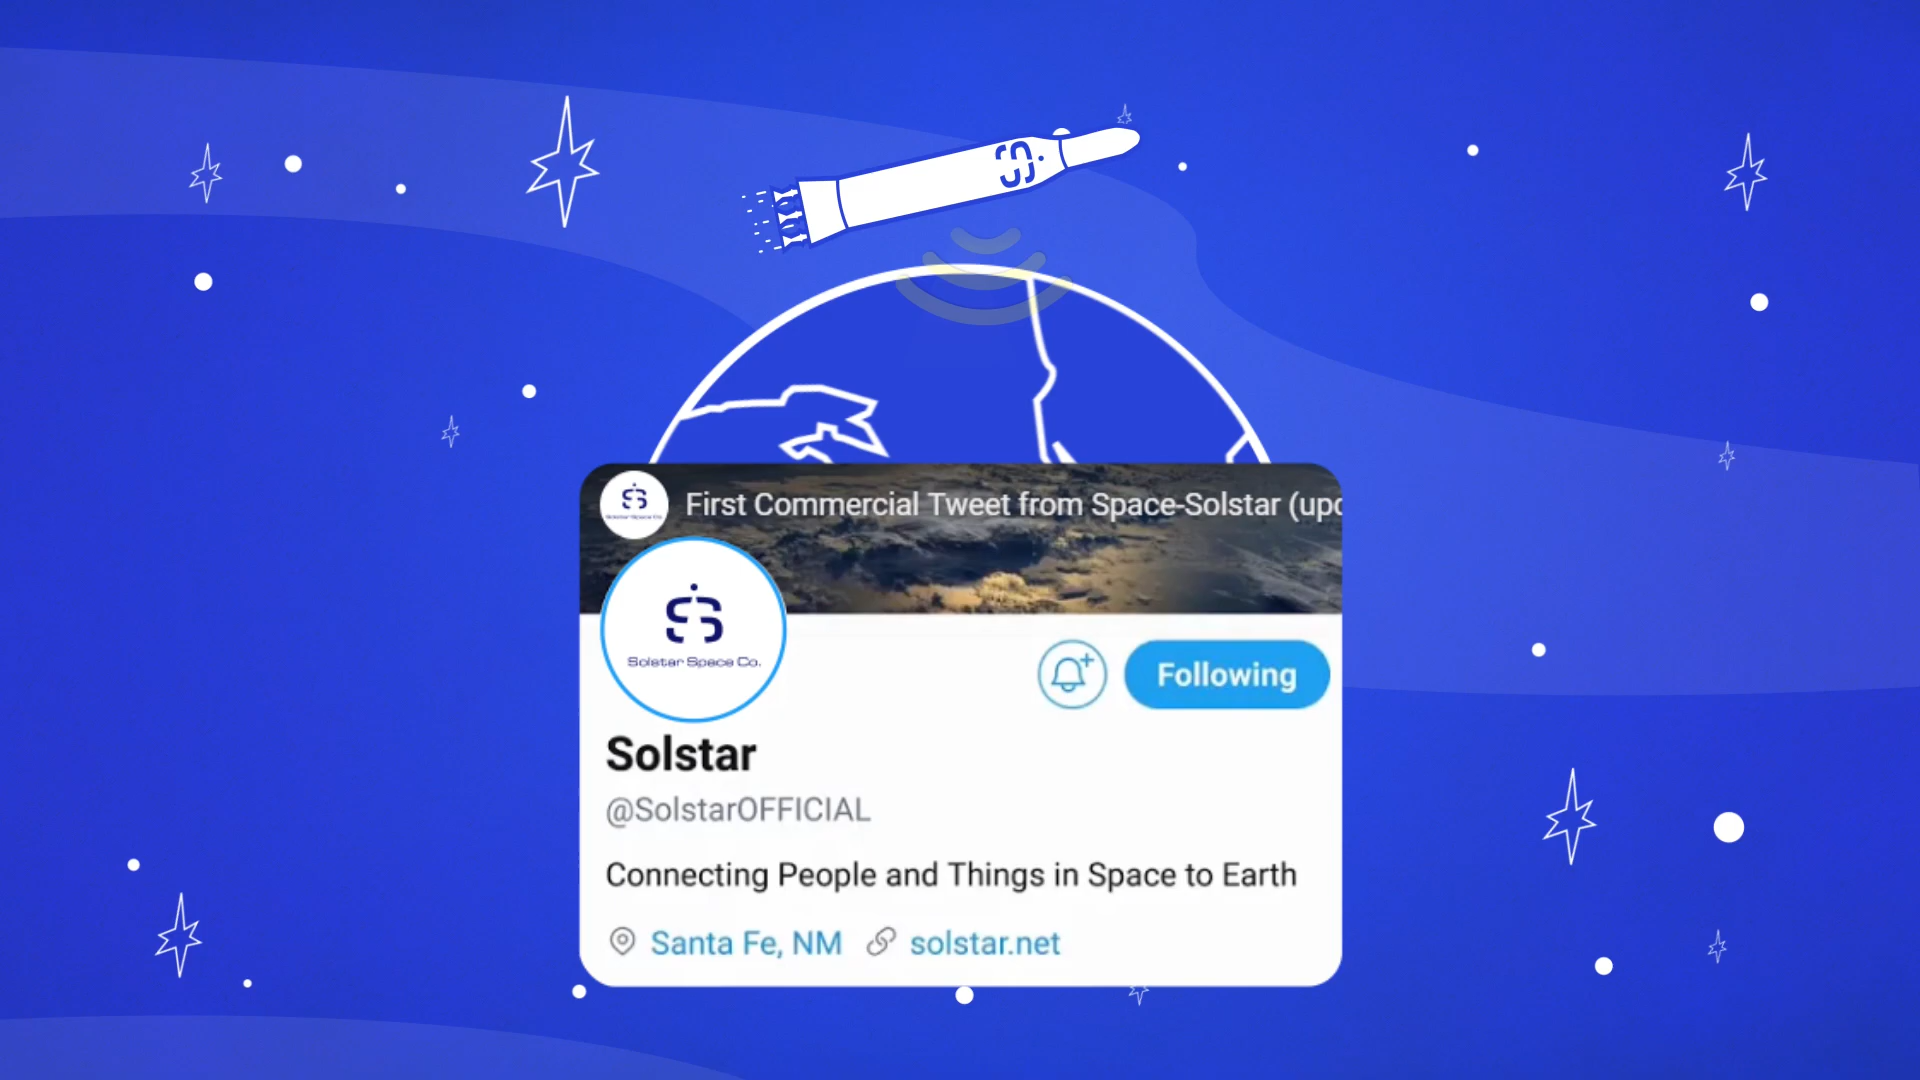 First Commercial Tweet from Space-Solstar (upd
Solstar Space Co.
Following
Solstar
@SolstarOFFICIAL
Connecting People and Things in Space to Earth
Santa Fe, NM solstar.net